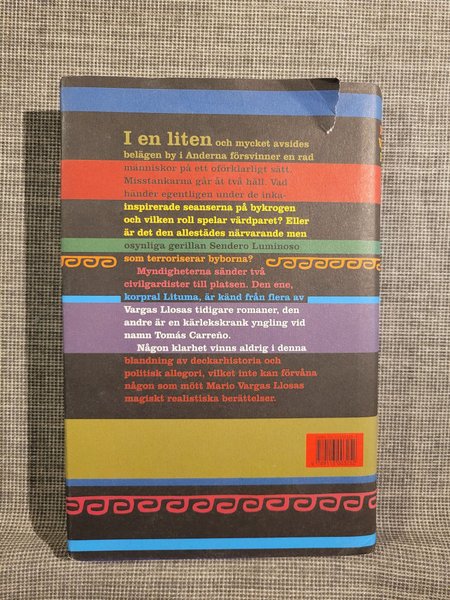 I en liten och mycket avsides
belägen by i Anderna försvinner en rad
människor på ett oförklarligt sätt.
Misstankarna går åt två håll. Vad
händer egentligen under de inka-
inspirerade seanserna på bykrogen
och vilken roll spelar värdparet? Eller
är det den allestädes närvarande men
osynliga gerillan Sendero Luminoso
som terroriserar byborna?
Myndigheterna sänder två
civilgardister till platsen. Den ene,
korpral Lituma, är känd från flera av
Vargas Llosas tidigare romaner, den
andre är en kärlekskrank yngling vid
namn Tomás Carreño.
Någon klarhet vinns aldrig i denna
blandning av deckarhistoria och
politisk allegori, vilket inte kan förvåna
någon som mött Mario Vargas Llosas
magiskt realistiska berättelser.